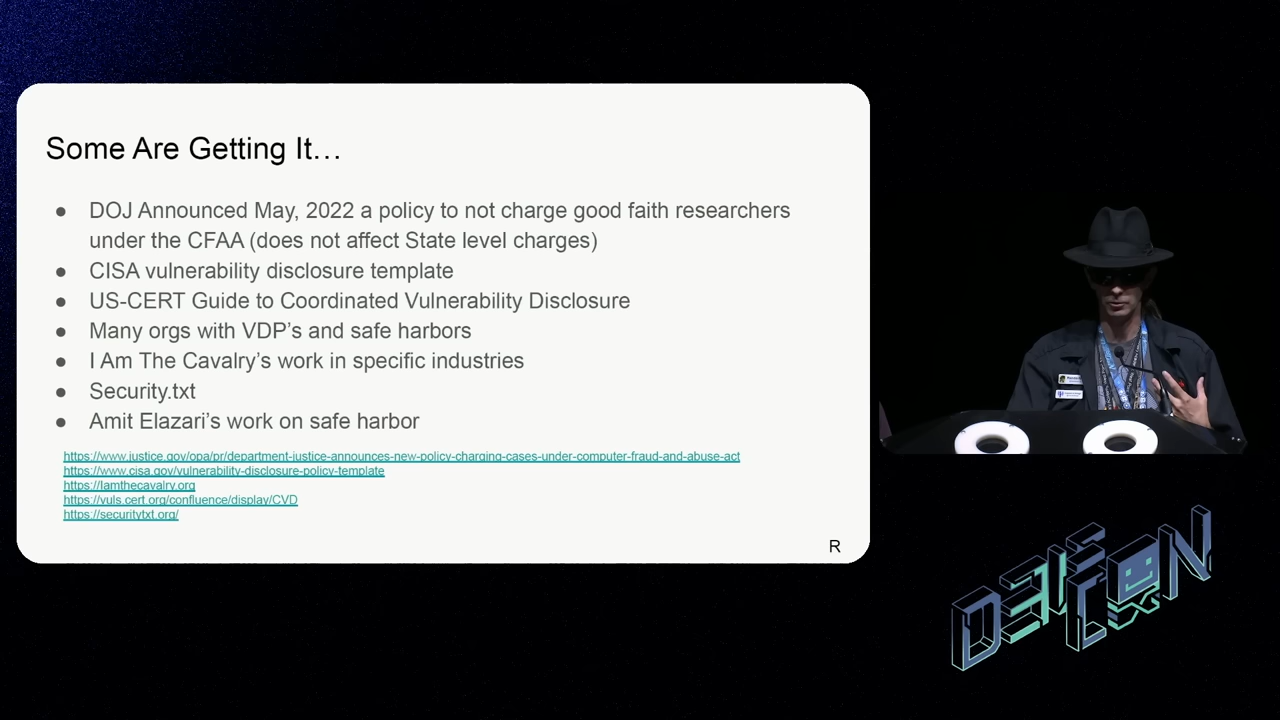 Some Are Getting It…
● DOJ Announced May, 2022 a policy to not charge good faith researchers
under the CFAA (does not affect State level charges)
● CISA vulnerability disclosure template
● US-CERT Guide to Coordinated Vulnerability Disclosure
● Many orgs with VDP's and safe harbors
● I Am The Cavalry's work in specific industries
● Security.txt
● Amit Elazari's work on safe harbor
https://www.justice.gov/opa/pr/department-justice-announces-new-policy-charging-cases-under-computer-fraud-and-abuse-act
https://www.cisa.gov/vulnerability-disclosure-policy-template
https://Iamthecavalry.org
https://vuls.cert.org/confluence/display/CVD
https://securitytxt.org/
R
DEF CON